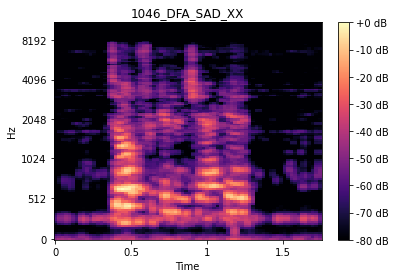 1046_DFA_SAD_XX
8192
4096
2048
1024
512
0
Hz
0
0.5
1
1.5
Time
+0 dB
-10 dB
-20 dB
-30 dB
-40 dB
-50 dB
-60 dB
-70 dB
-80 dB